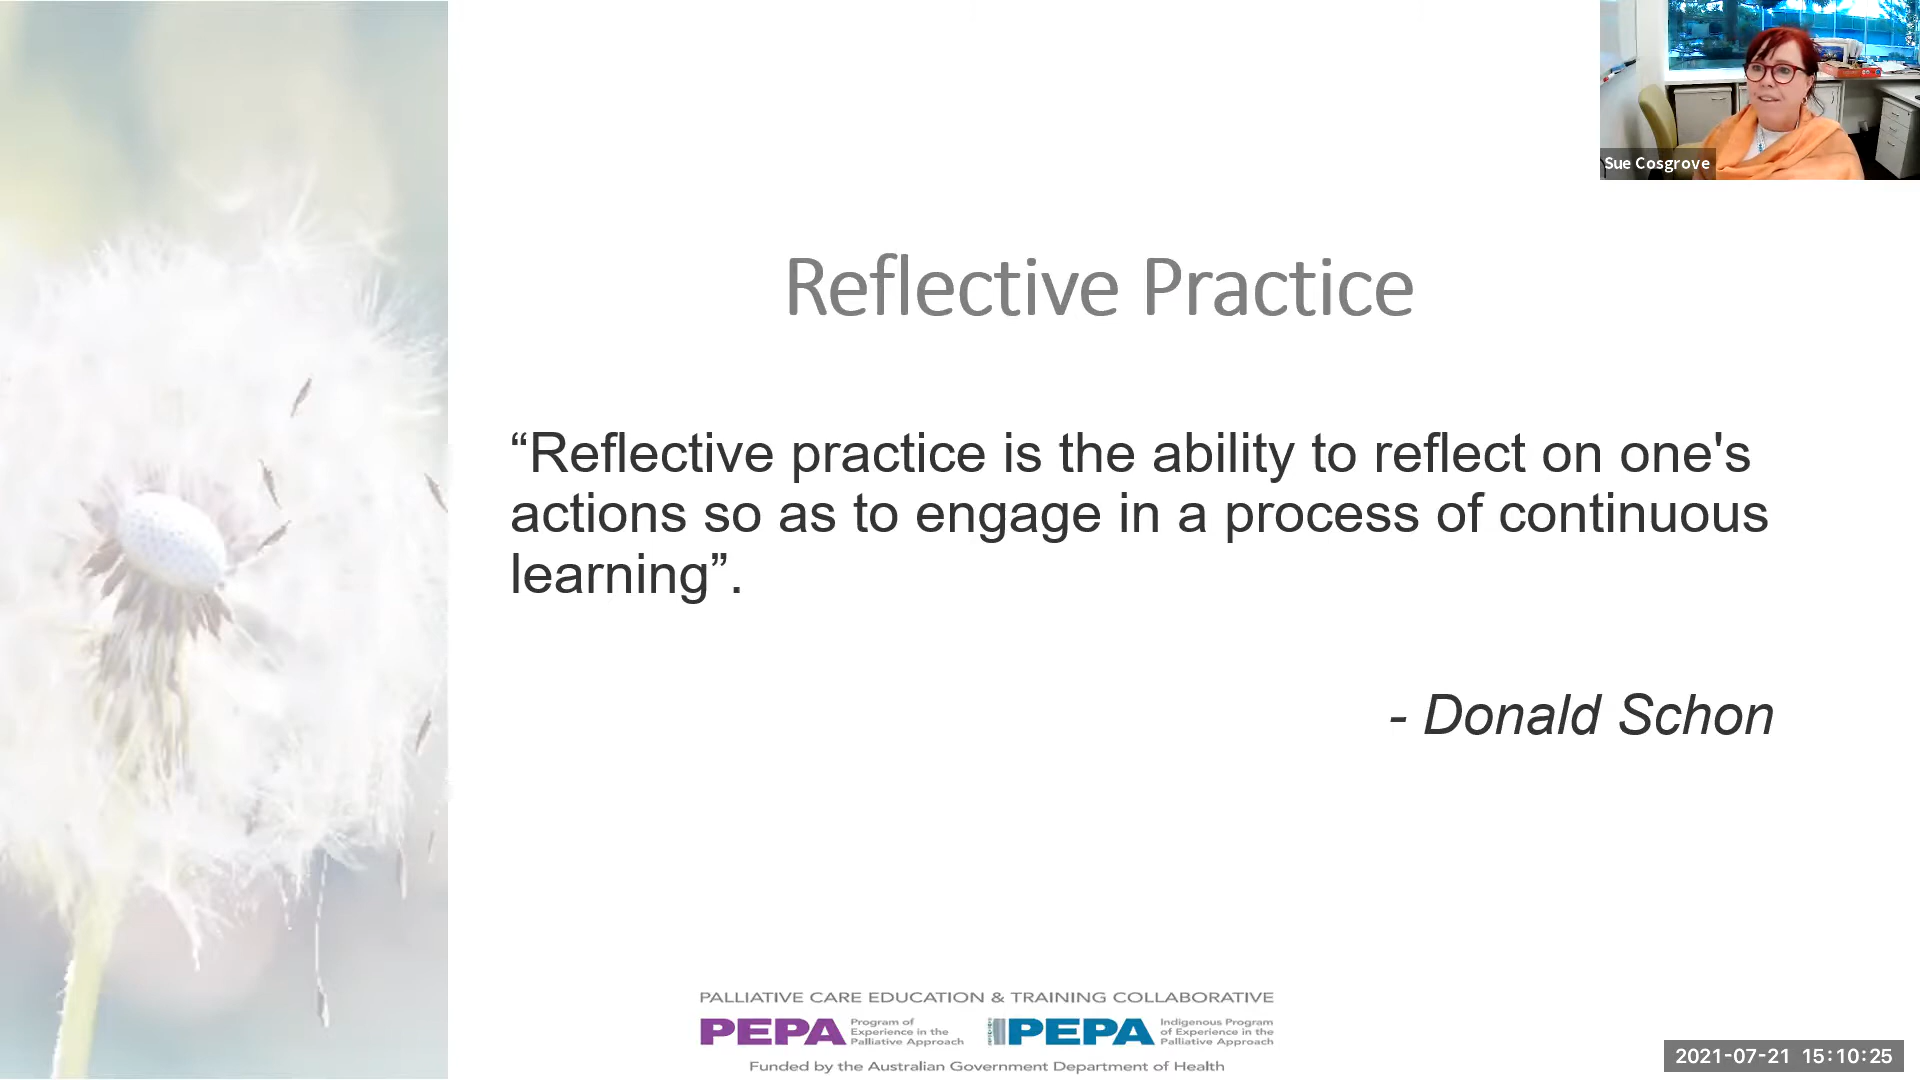 Sue Cosgrove
Reflective Practice
“Reflective practice is the ability to reflect on one's
actions so as to engage in a process of continuous
learning”.
- Donald Schon
PALLIATIVE CARE EDUCATION & TRAINING COLLABORATIVE
PEPA Program of
Experience in the
Palliative Approach
IPEPA Indigenous Program
of Experience in the
Palliative Approach
Funded by the Australian Government Department of Health
2021-07-21 15:10:25